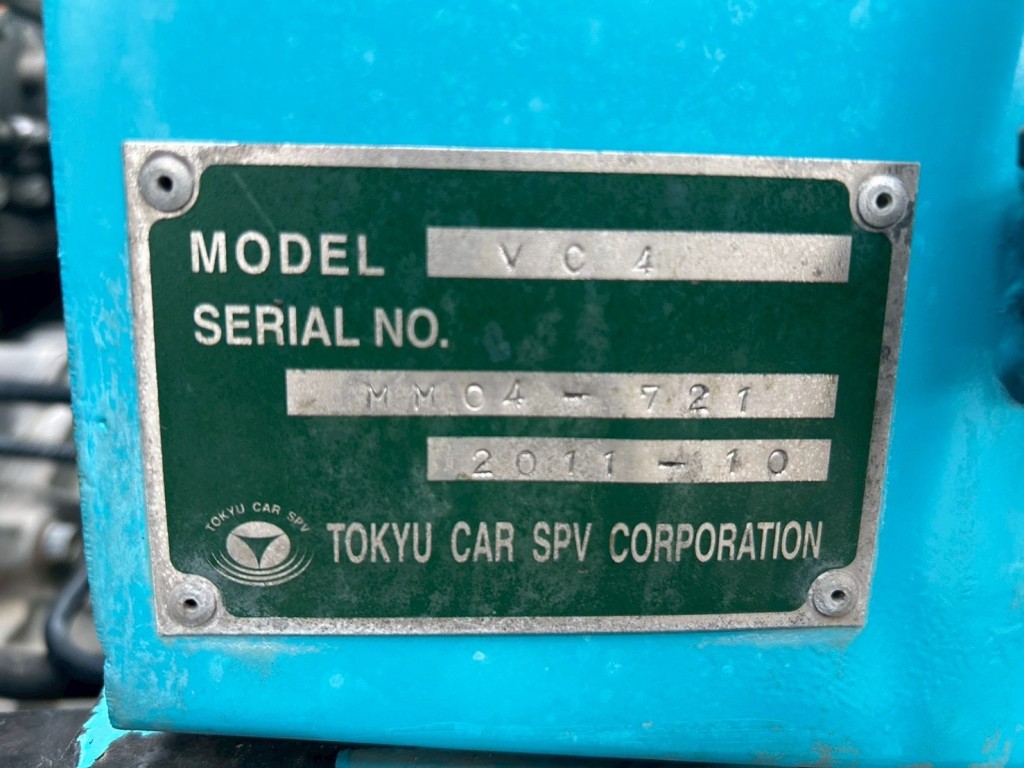 MODEL VC4
SERIAL NO.
MM04-721
2011-10
TOKYU CAR SPV
TOKYU CAR SPV CORPORATION